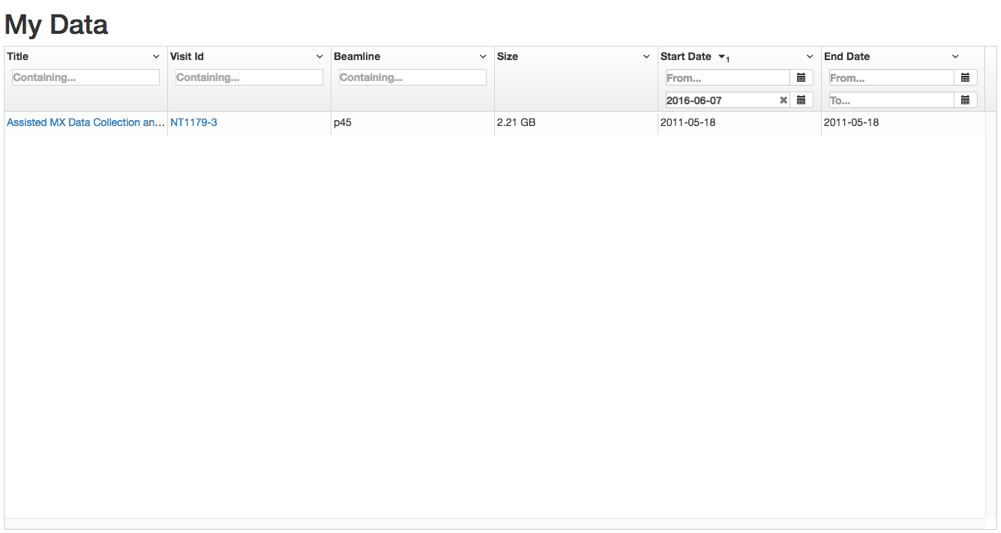 My Data
Title Visit Id Beamline Size Start Date 1 End Date
Containing... Containing... Containing... From... From...
2016-06-07 To...
Assisted MX Data Collection an... NT1179-3 p45 2.21 GB 2011-05-18 2011-05-18